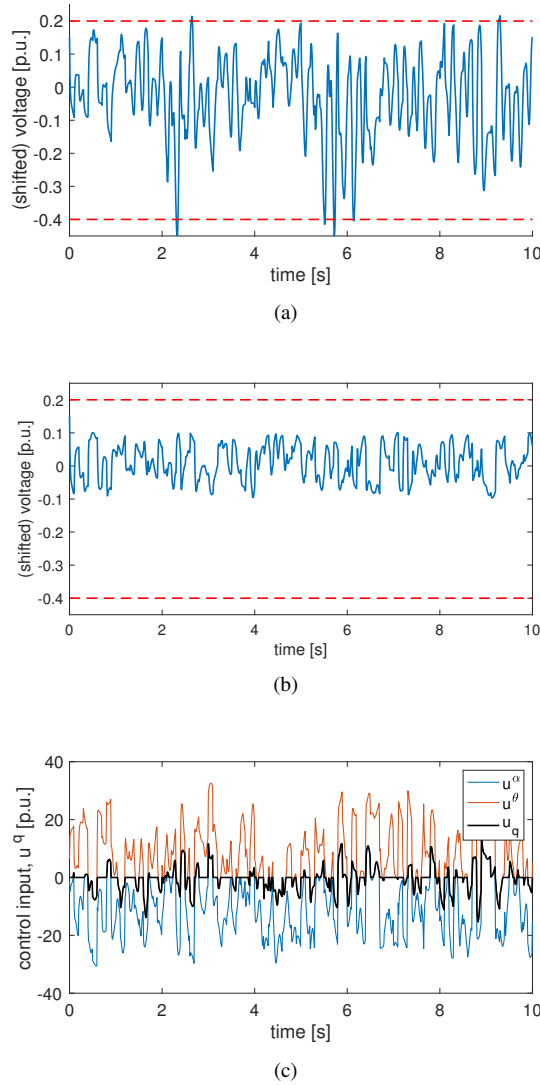 0.2
0.1
0
-0.1
-0.2
-0.3
-0.4
(shifted) voltage [p.u.]
0 2 4 6 8 10
time [s]
(a)
0.2
0.1
0
-0.1
-0.2
-0.3
-0.4
(shifted) voltage [p.u.]
0 2 4 6 8 10
time [s]
(b)
40
20
0
-20
-40
control input, u^q [p.u.]
u^α
u^θ
u_q
0 2 4 6 8 10
time [s]
(c)